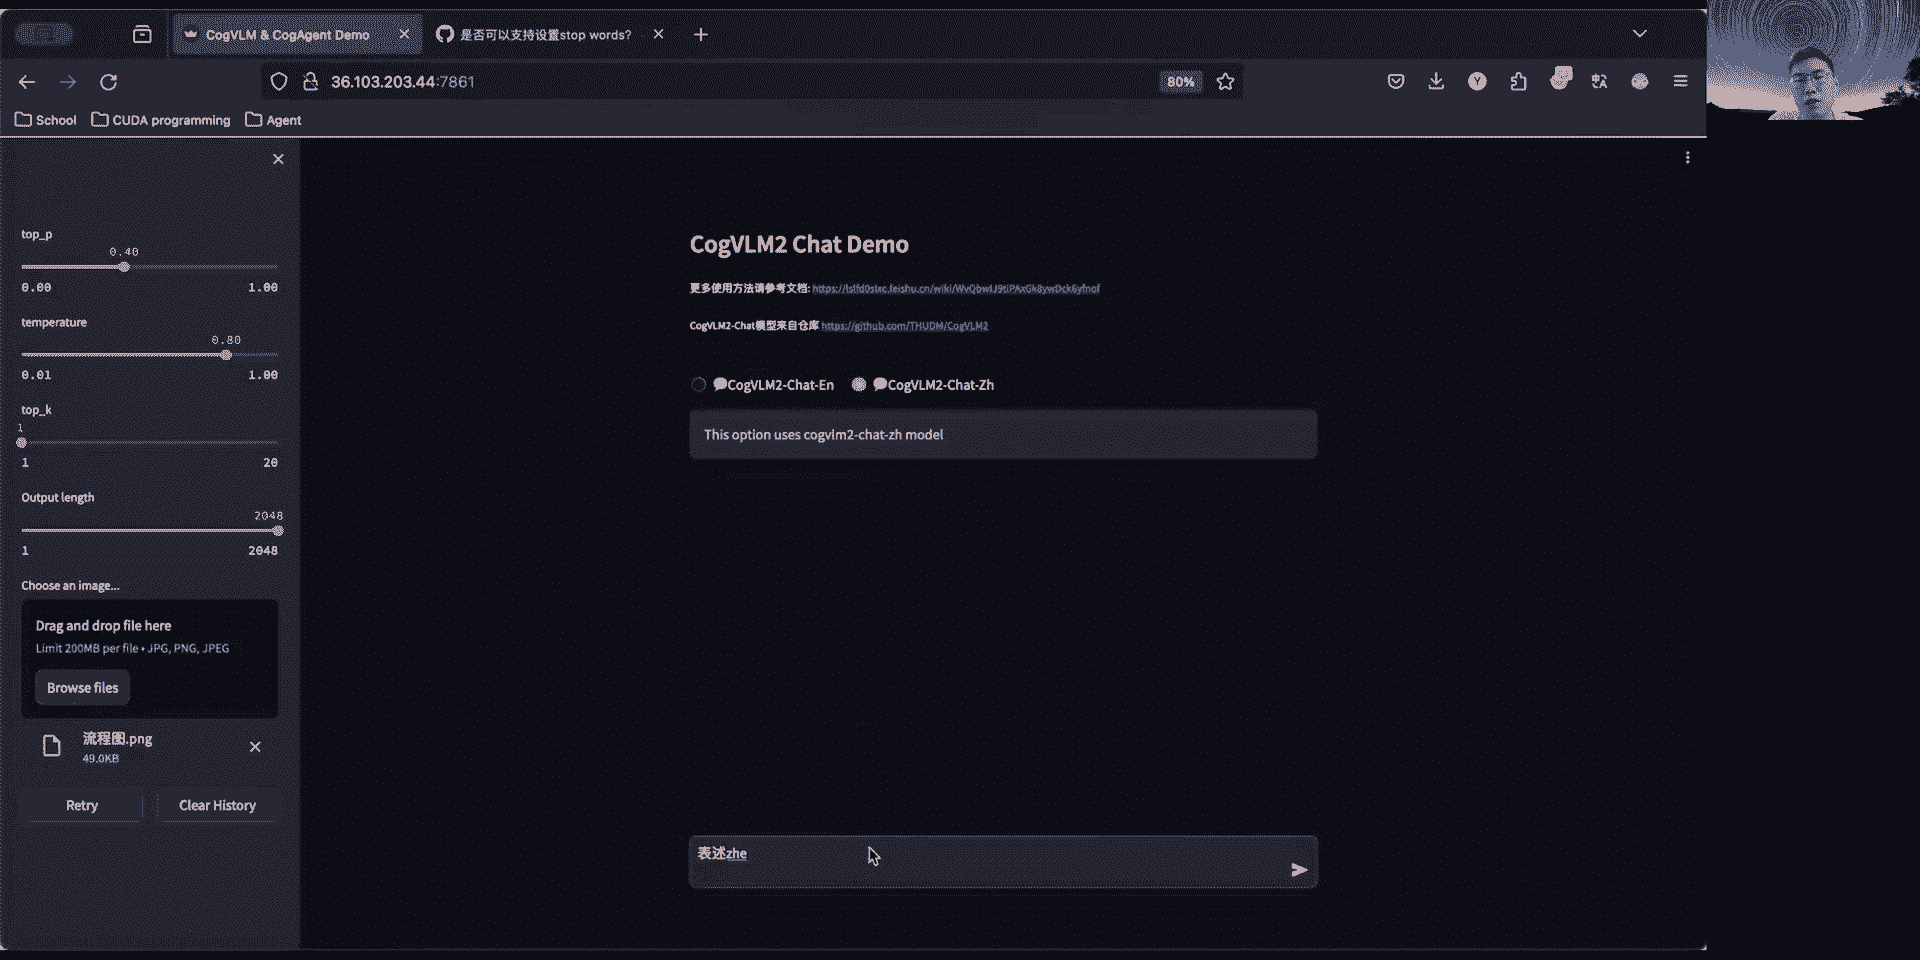 CogVLM & CogAgent Demo
是否可以支持设置stop words?
36.103.203.44:7861
80%
Y
School
CUDA programming
Agent
top_p
0.40
0.00 1.00
temperature
0.80
0.01 1.00
top_k
1
1 20
Output length
2048
1 2048
Choose an image...
Drag and drop file here
Limit 200MB per file • JPG, PNG, JPEG
Browse files
流程图.png
49.0KB
Retry
Clear History
CogVLM2 Chat Demo
更多使用方法请参考文档:
CogVLM2-Chat模型来自仓库 https://github.com/THUDM/CogVLM2
CogVLM2-Chat-En
CogVLM2-Chat-Zh
This option uses cogvlm2-chat-zh model
表述zhe